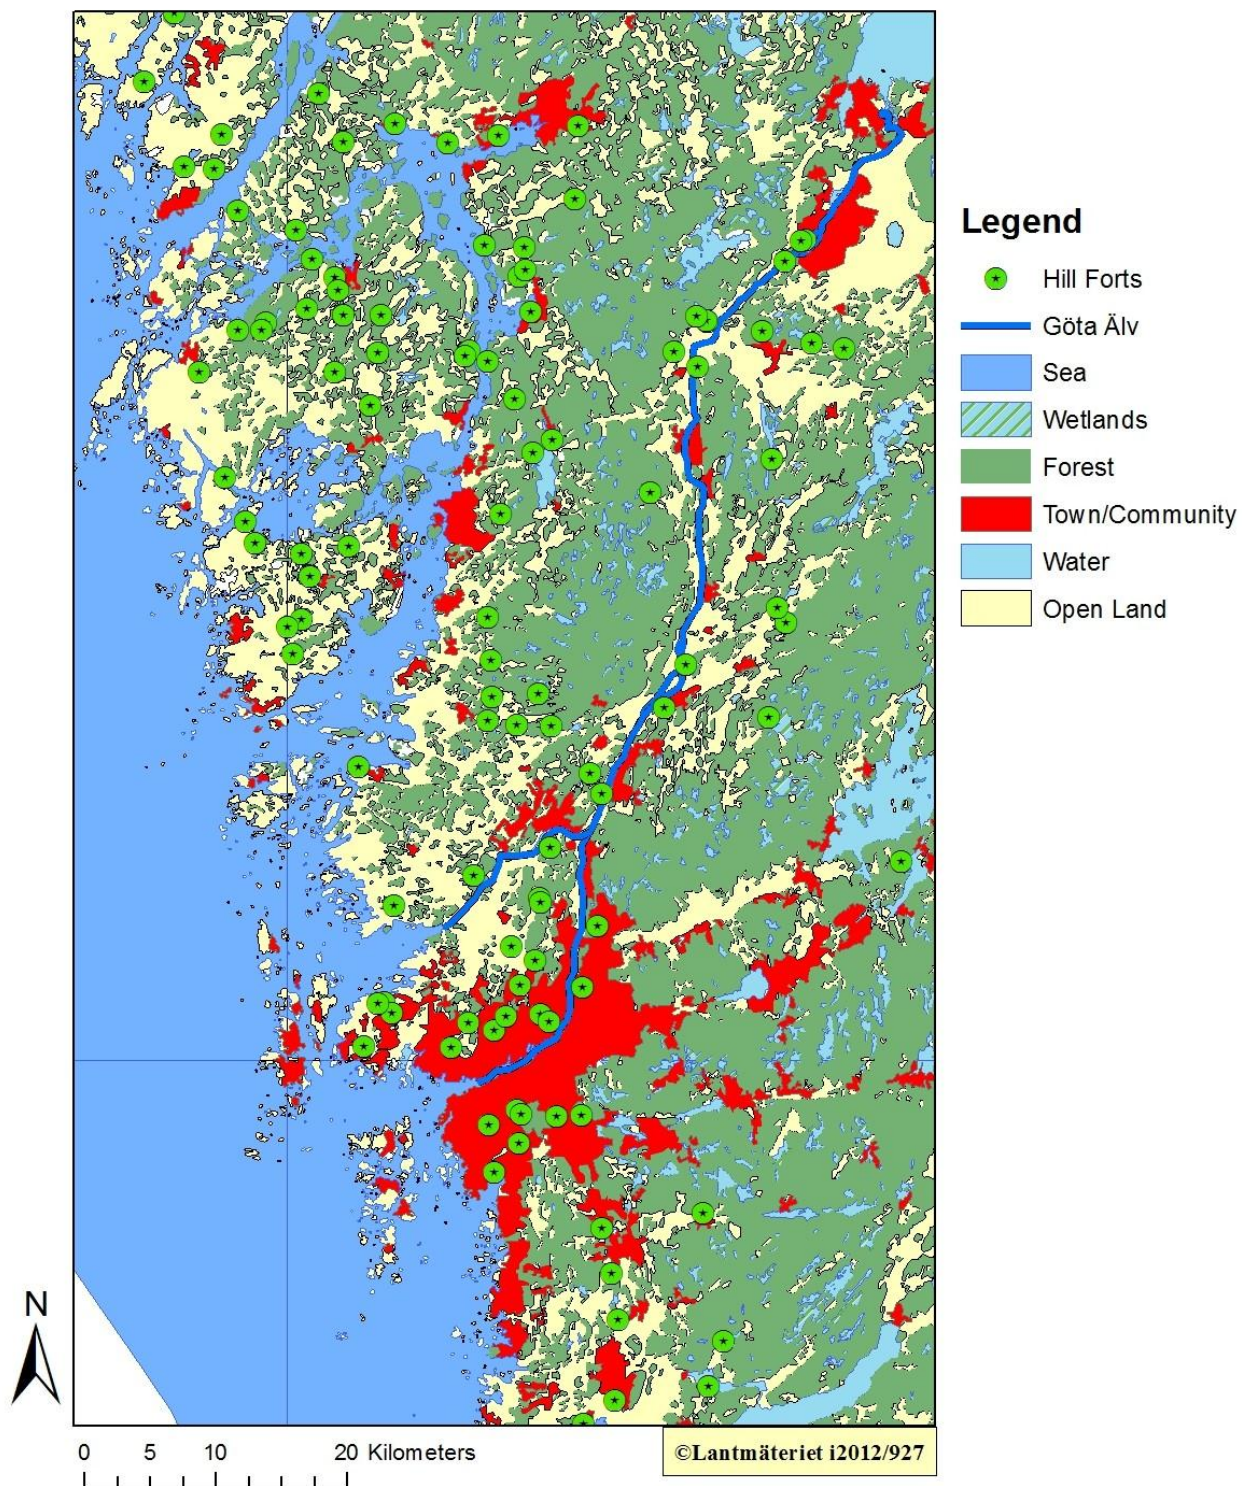 Legend
Hill Forts
Göta Älv
Sea
Wetlands
Forest
Town/Community
Water
Open Land
N
0 5 10 20 Kilometers
©Lantmäteriet i2012/927